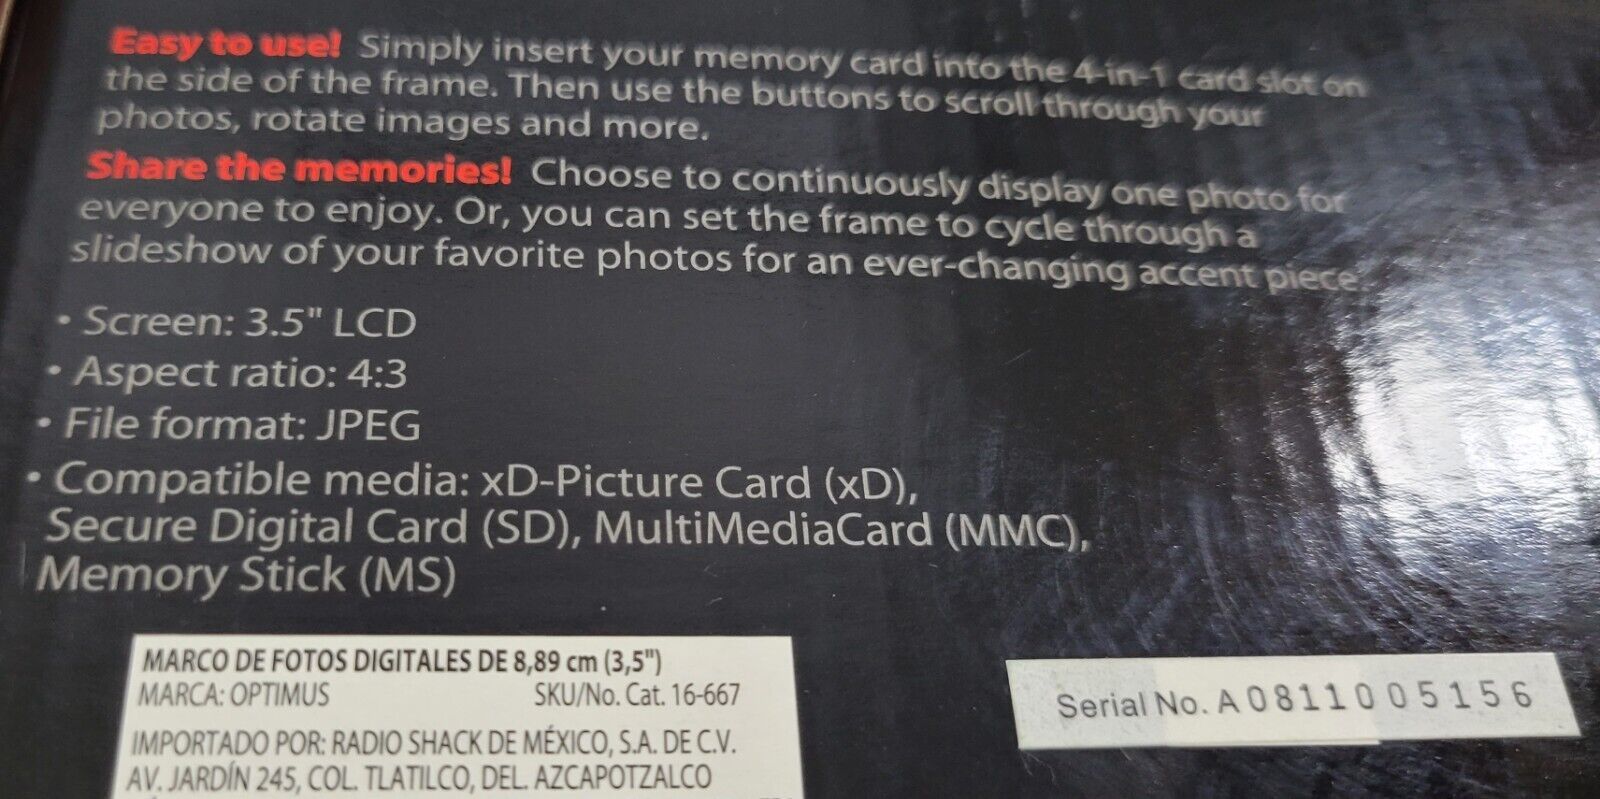 Easy to use! Simply insert your memory card into the 4-in-1 card slot on
the side of the frame. Then use the buttons to scroll through your
photos, rotate images and more.
Share the memories! Choose to continuously display one photo for
everyone to enjoy. Or, you can set the frame to cycle through a
slideshow of your favorite photos for an ever-changing accent piece.
• Screen: 3.5" LCD
• Aspect ratio: 4:3
• File format: JPEG
• Compatible media: xD-Picture Card (xD),
Secure Digital Card (SD), MultiMediaCard (MMC),
Memory Stick (MS)
MARCO DE FOTOS DIGITALES DE 8,89 cm (3,5")
MARCA: OPTIMUS SKU/No. Cat. 16-667
IMPORTADO POR: RADIO SHACK DE MÉXICO, S.A. DE C.V.
AV. JARDÍN 245, COL. TLATILCO, DEL. AZCAPOTZALCO
Serial No. A0811005156